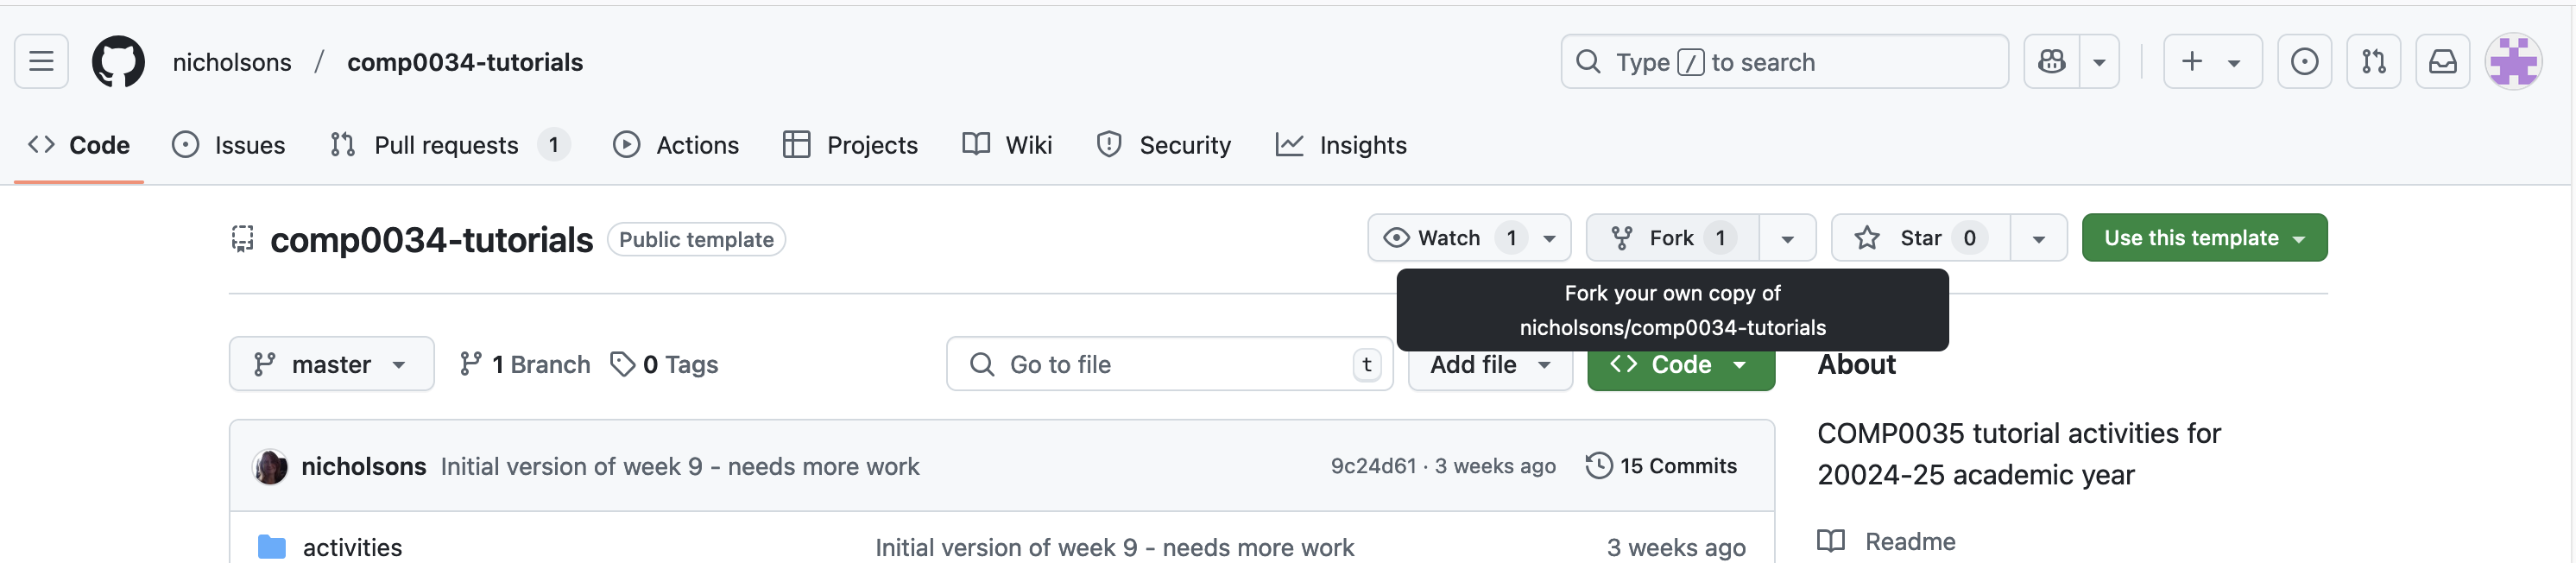 nicholsons / comp0034-tutorials
Type / to search
Code
Issues
Pull requests 1
Actions
Projects
Wiki
Security
Insights
comp0034-tutorials
Public template
Watch 1
Fork 1
Star 0
Use this template
Fork your own copy of
nicholsons/comp0034-tutorials
master
1 Branch
0 Tags
Go to file
t
Add file
Code
About
nicholsons Initial version of week 9 - needs more work
9c24d61 · 3 weeks ago
15 Commits
COMP0035 tutorial activities for
20024-25 academic year
activities
Initial version of week 9 - needs more work
3 weeks ago
Readme